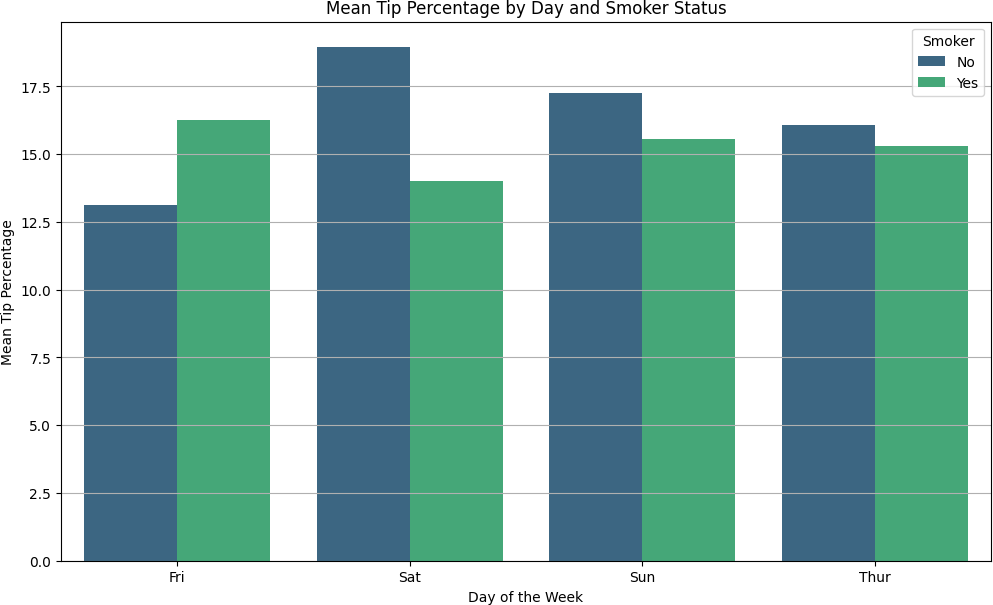 Mean Tip Percentage by Day and Smoker Status
Smoker
No
Yes
17.5
15.0
12.5
10.0
7.5
5.0
2.5
0.0
Mean Tip Percentage
Fri
Sat
Sun
Thur
Day of the Week